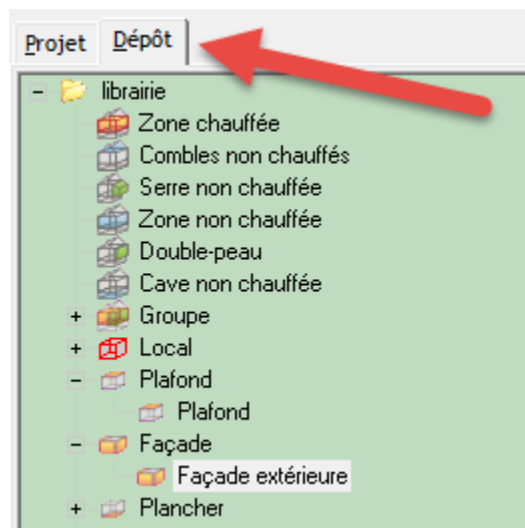 Projet Dépôt
librairie
Zone chauffée
Combles non chauffés
Serre non chauffée
Zone non chauffée
Double-peau
Cave non chauffée
Groupe
Local
Plafond
Plafond
Façade
Façade extérieure
Plancher